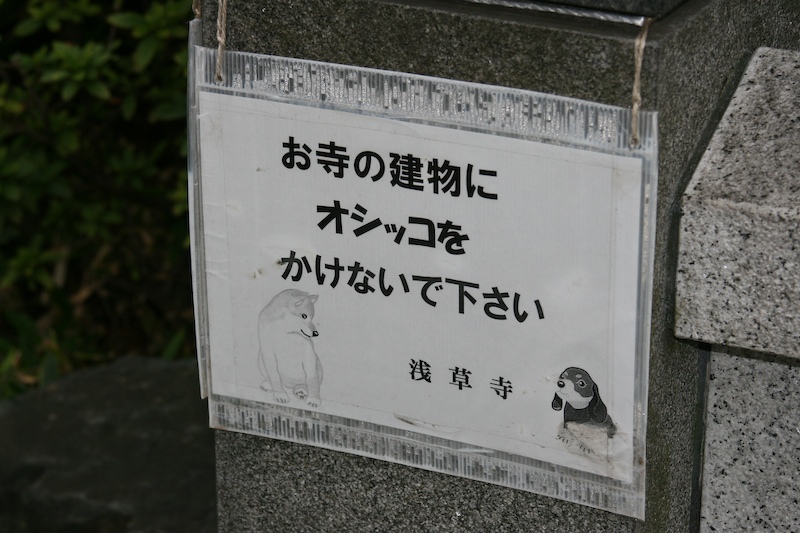 お寺の建物に
オシッコを
かけないで下さい
浅草寺